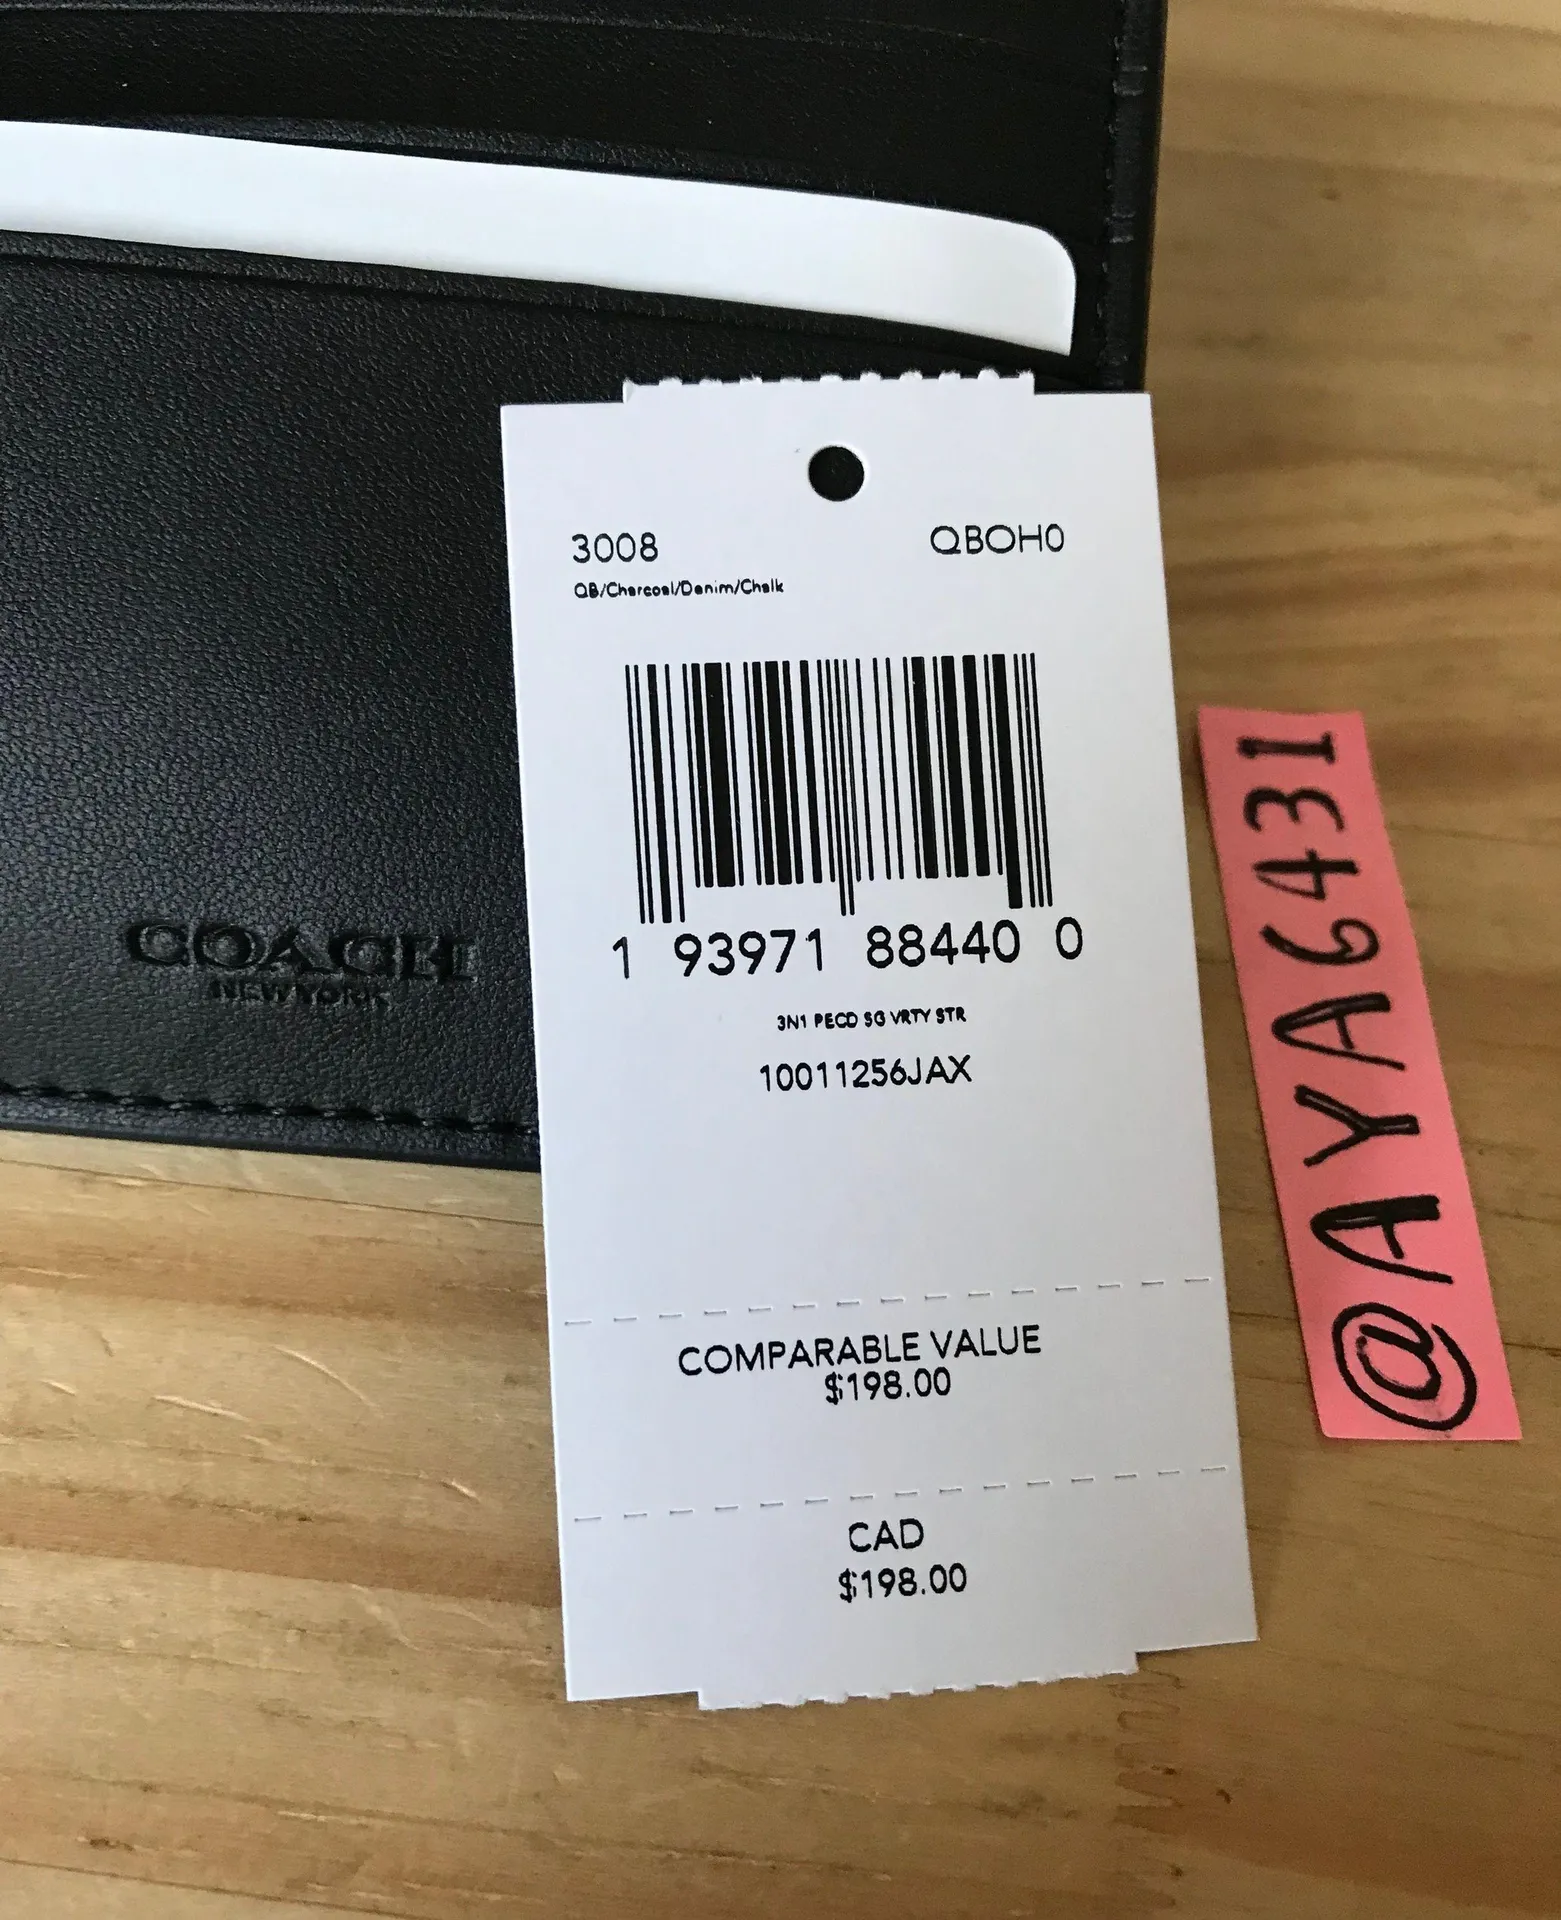 3008 QBOH0
QB/Charcoal/Denim/Chalk
1 93971 88440 0
3N1 PECO SG VRTY STR
10011256JAX
COMPARABLE VALUE
$198.00
CAD
$198.00
COACH
NEW YORK
@AYA6431